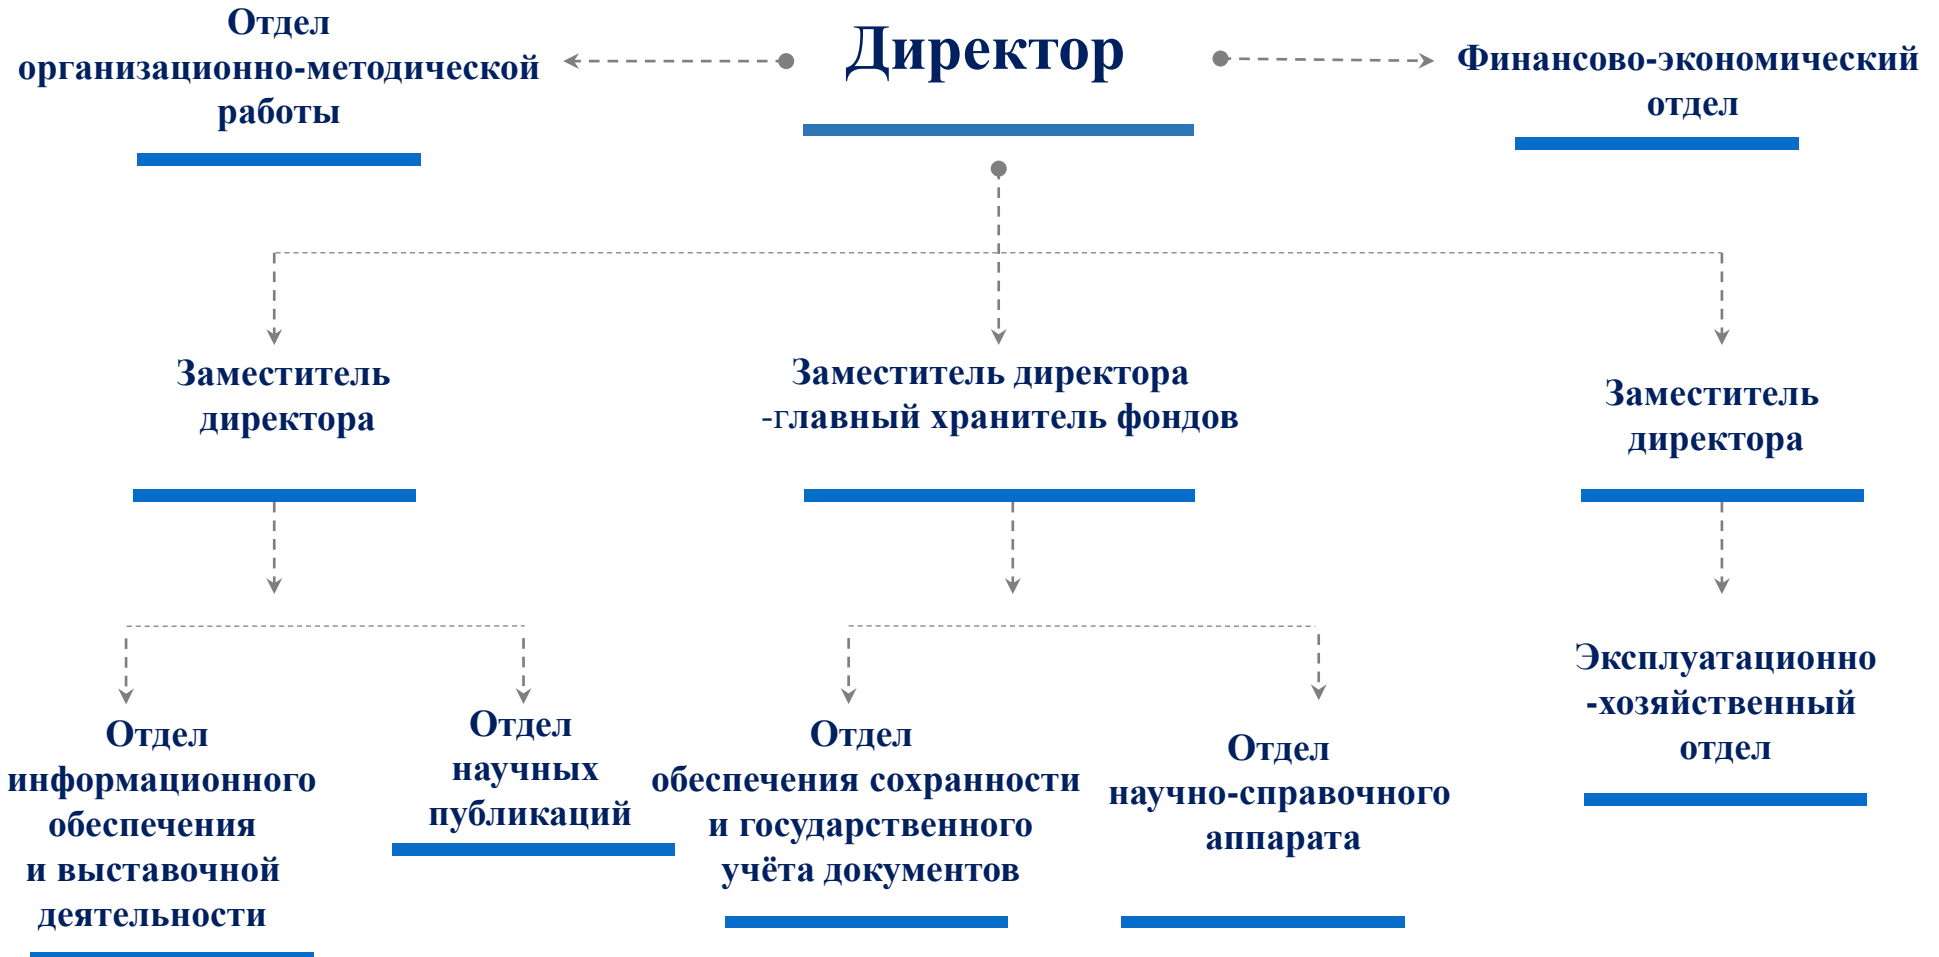 Отдел
организационно-методической
работы
Директор
Финансово-экономический
отдел
Заместитель
директора
Заместитель директора
-главный хранитель фондов
Заместитель
директора
Отдел
информационного
обеспечения
и выставочной
деятельности
Отдел
научных
публикаций
Отдел
обеспечения сохранности
и государственного
учёта документов
Отдел
научно-справочного
аппарата
Эксплуатационно
-хозяйственный
отдел